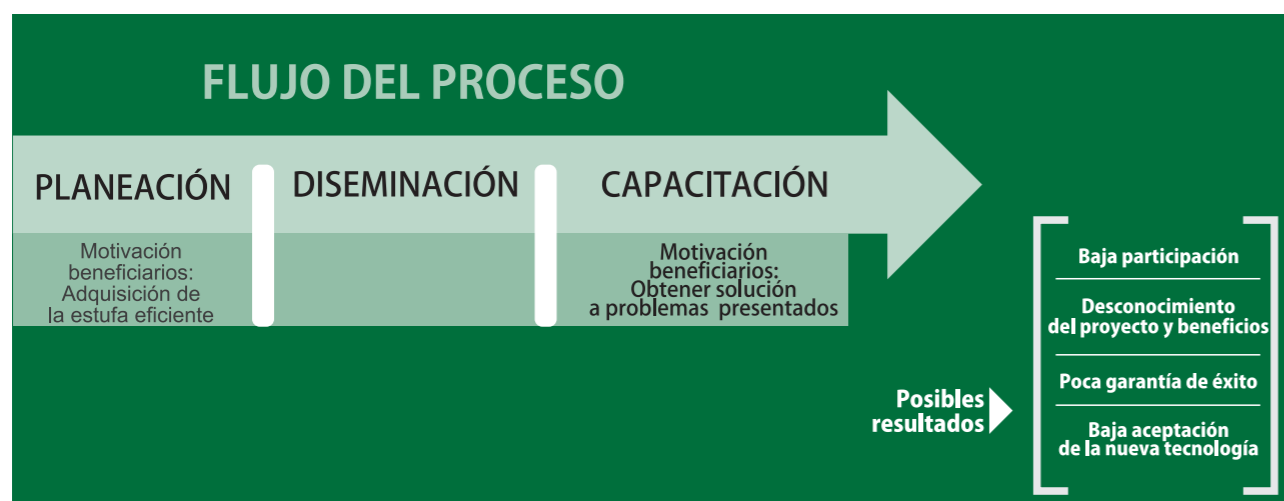 FLUJO DEL PROCESO
PLANEACIÓN
DISEMINACIÓN
CAPACITACIÓN
Motivación
beneficiarios:
Adquisición de
la estufa eficiente
Motivación
beneficiarios:
Obtener solución
a problemas presentados
Posibles
resultados
Baja participación
Desconocimiento
del proyecto y beneficios
Poca garantía de éxito
Baja aceptación
de la nueva tecnología